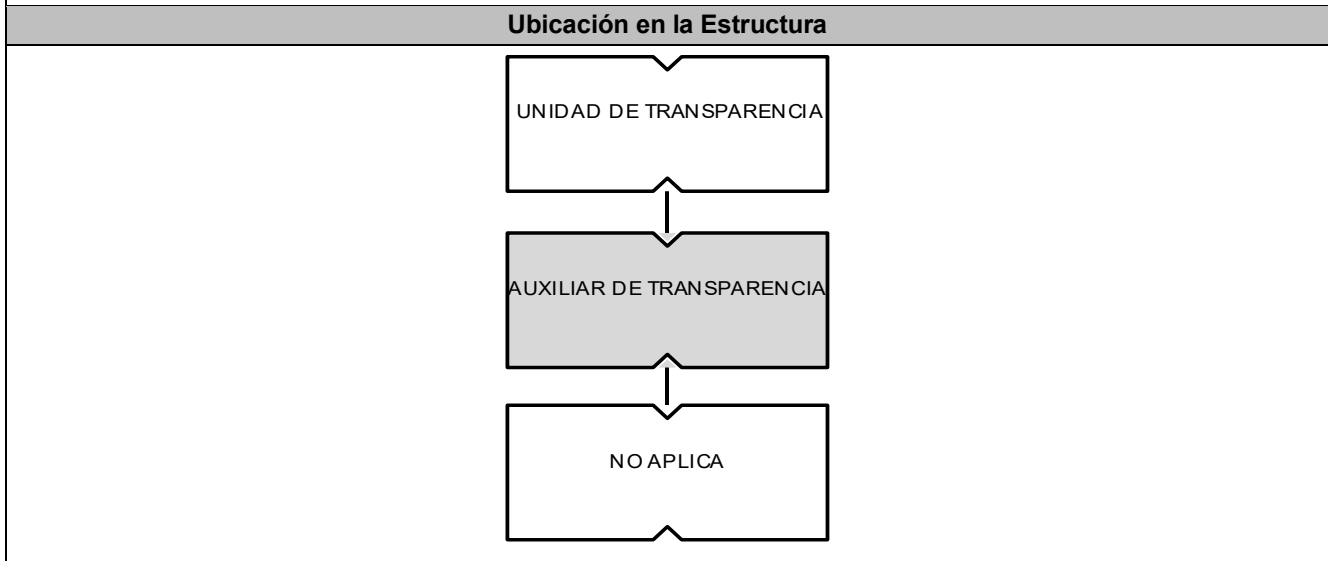 Ubicación en la Estructura
UNIDAD DE TRANSPARENCIA
AUXILIAR DE TRANSPARENCIA
NO APLICA